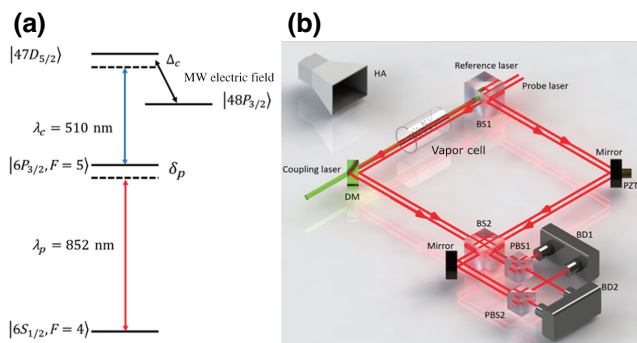 (a)
|47D₅/₂⟩
Δc
MW electric field
|48P₃/₂⟩
λc = 510 nm
|6P₃/₂, F = 5⟩
δp
λp = 852 nm
|6S₁/₂, F = 4⟩
(b)
HA
Reference laser
Probe laser
BS1
Vapor cell
Mirror
PZT
Coupling laser
DM
BS2
Mirror
PBS1
BD1
PBS2
BD2